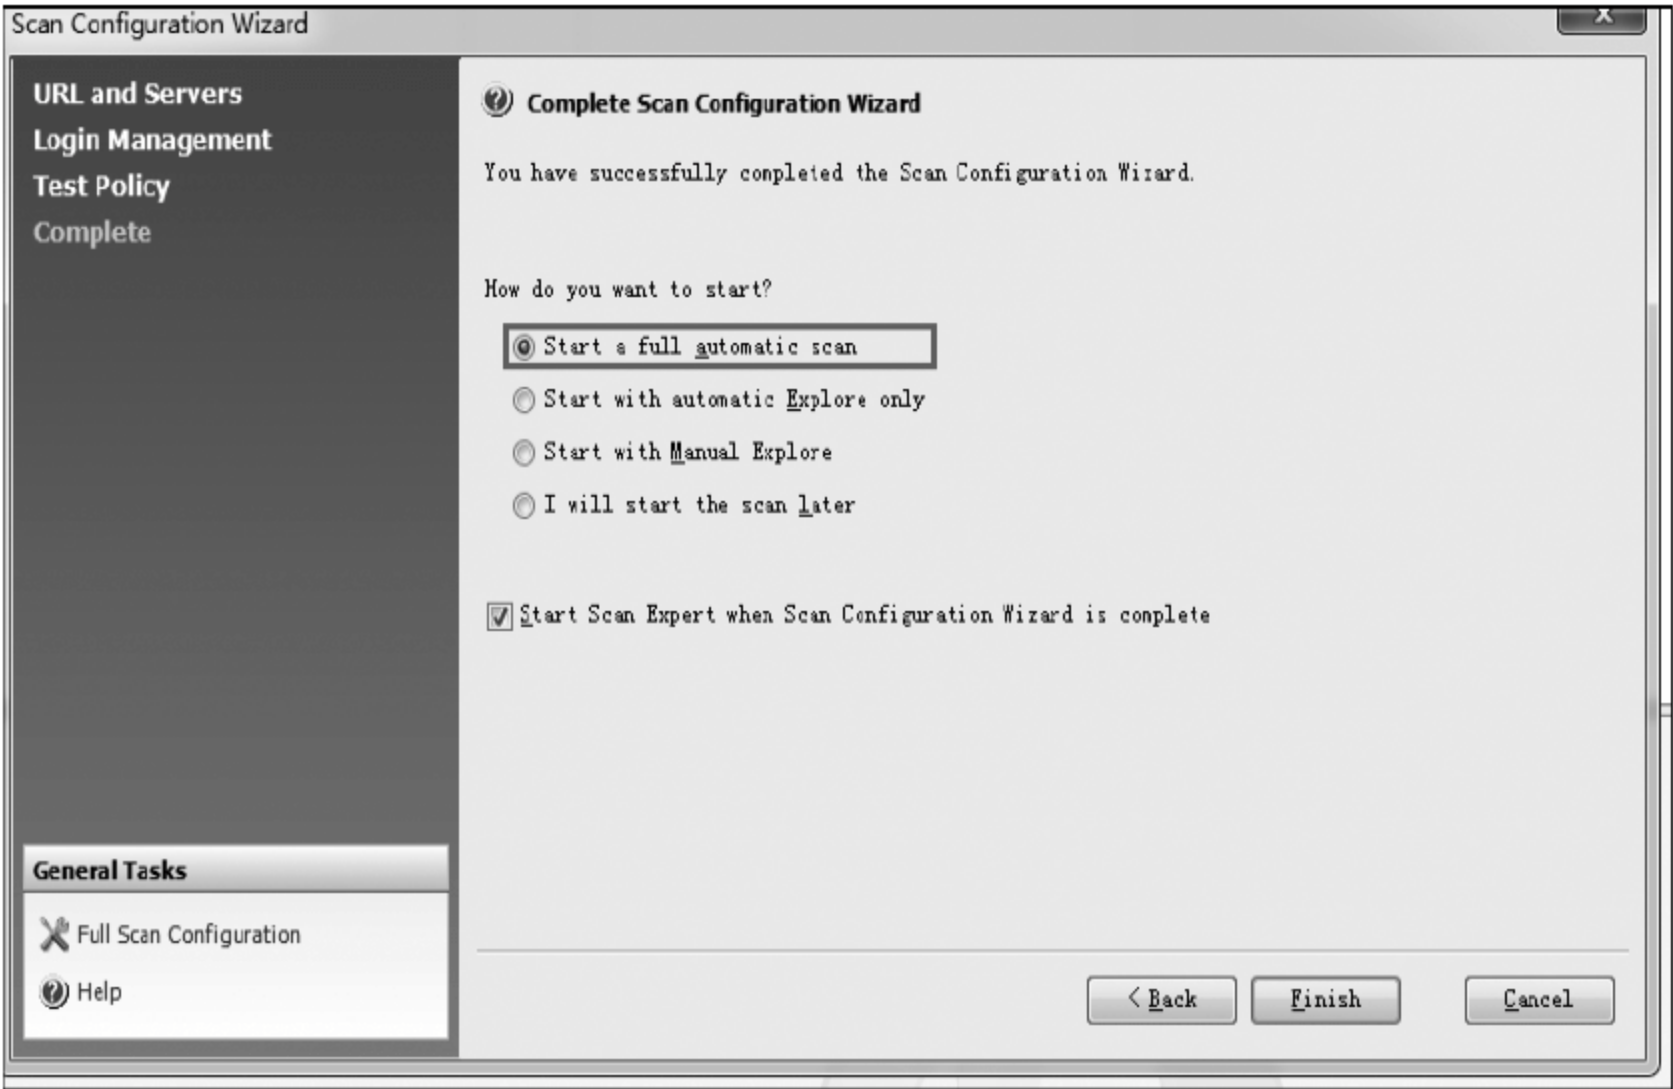 Scan Configuration Wizard
X
URL and Servers
Login Management
Test Policy
Complete
Complete Scan Configuration Wizard
You have successfully completed the Scan Configuration Wizard.
How do you want to start?
Start a full automatic scan
Start with automatic Explore only
Start with Manual Explore
I will start the scan later
Start Scan Expert when Scan Configuration Wizard is complete
General Tasks
Full Scan Configuration
? Help
< Back
Finish
Cancel